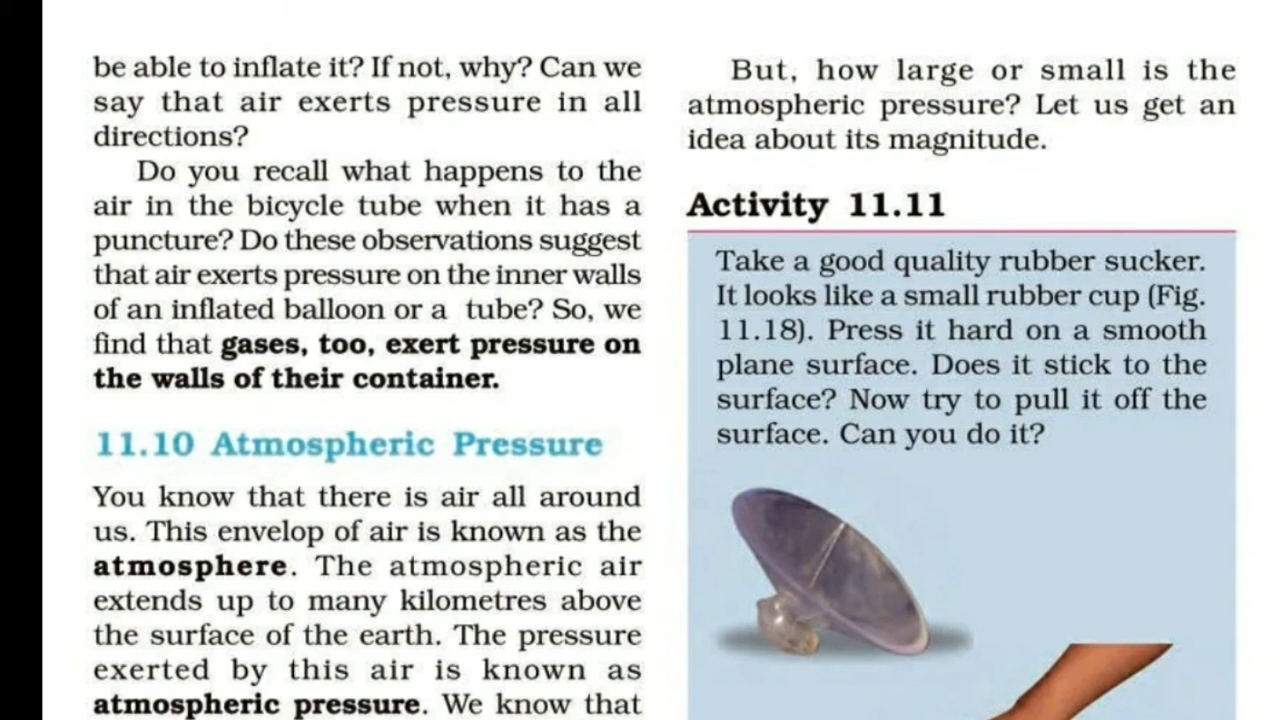 be able to inflate it? If not, why? Can we
say that air exerts pressure in all
directions?
Do you recall what happens to the
air in the bicycle tube when it has a
puncture? Do these observations suggest
that air exerts pressure on the inner walls
of an inflated balloon or a tube? So, we
find that gases, too, exert pressure on
the walls of their container.
11.10 Atmospheric Pressure
You know that there is air all around
us. This envelop of air is known as the
atmosphere. The atmospheric air
extends up to many kilometres above
the surface of the earth. The pressure
exerted by this air is known as
atmospheric pressure. We know that
But, how large or small is the
atmospheric pressure? Let us get an
idea about its magnitude.
Activity 11.11
Take a good quality rubber sucker.
It looks like a small rubber cup (Fig.
11.18). Press it hard on a smooth
plane surface. Does it stick to the
surface? Now try to pull it off the
surface. Can you do it?